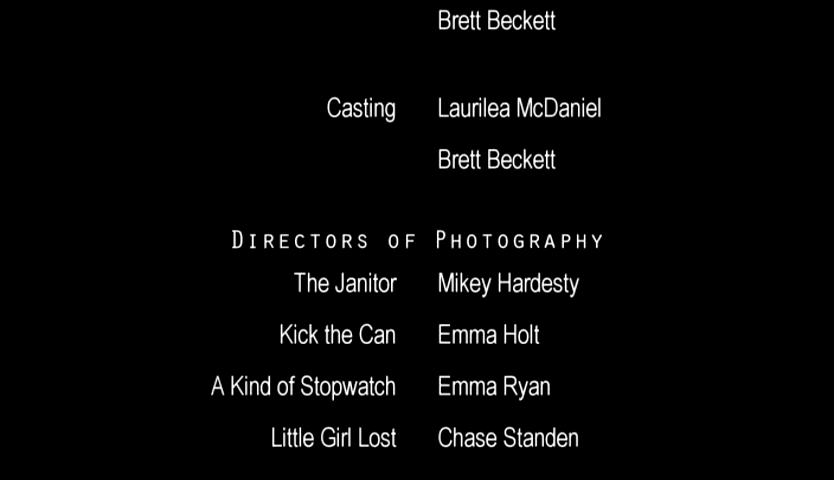 Brett Beckett
Casting Laurilea McDaniel
Brett Beckett
Directors of Photography
The Janitor Mikey Hardesty
Kick the Can Emma Holt
A Kind of Stopwatch Emma Ryan
Little Girl Lost Chase Standen